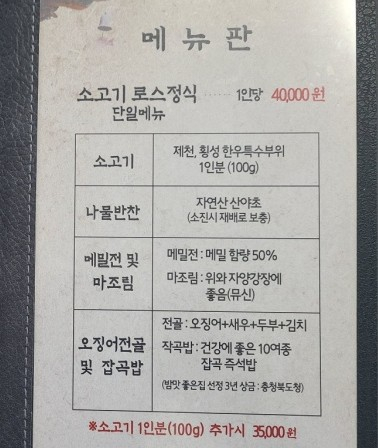 메뉴판
소고기 로스정식 ······ 1인당 40,000원
단일메뉴
소고기
제천, 횡성 한우특수부위
1인분 (100g)
나물반찬
자연산 산약초
(소진시 재배로 보충)
메밀전 및
마조림
메밀전 : 메밀 함량 50%
마조림 : 위와 자양강장에
좋음(뮤신)
오징어전골
및 잡곡밥
전골 : 오징어+새우+두부+김치
잡곡밥 : 건강에 좋은 10여종
잡곡 즉석밥
(밥맛 좋은집 선정 3년 상금 : 충청북도청)
※소고기 1인분(100g) 추가시 35,000원